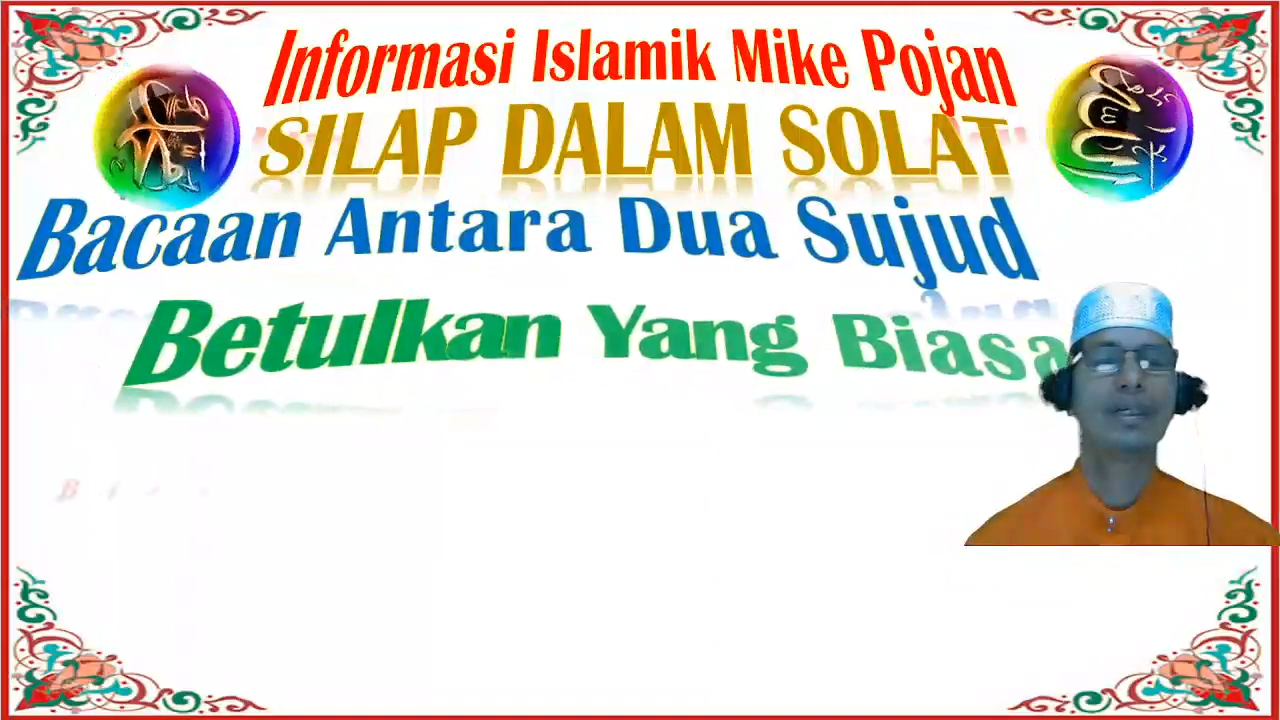 Informasi Islamik Mike Pojan
SILAP DALAM SOLAT
Bacaan Antara Dua Sujud
Betulkan Yang Biasa